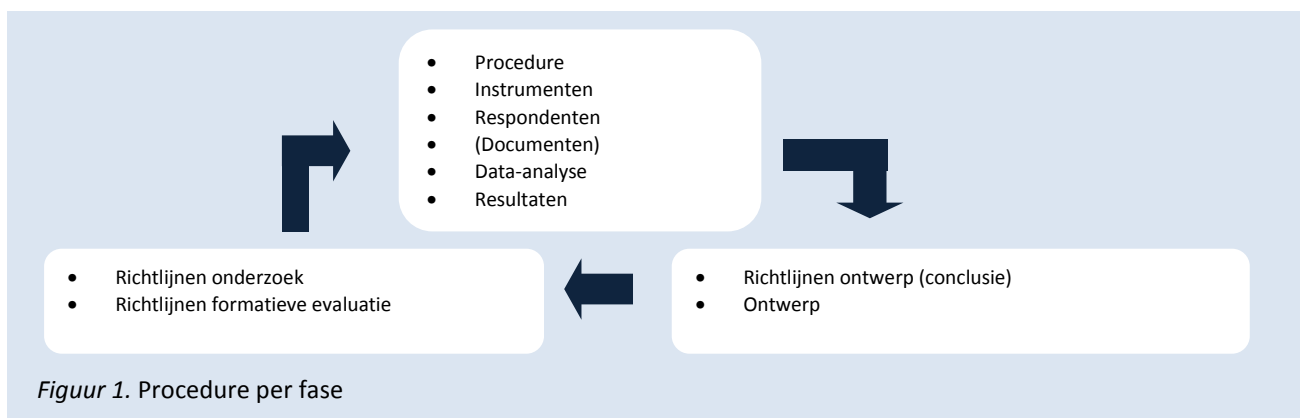 • Procedure
• Instrumenten
• Respondenten
• (Documenten)
• Data-analyse
• Resultaten
• Richtlijnen onderzoek
• Richtlijnen formatieve evaluatie
• Richtlijnen ontwerp (conclusie)
• Ontwerp
Figuur 1. Procedure per fase